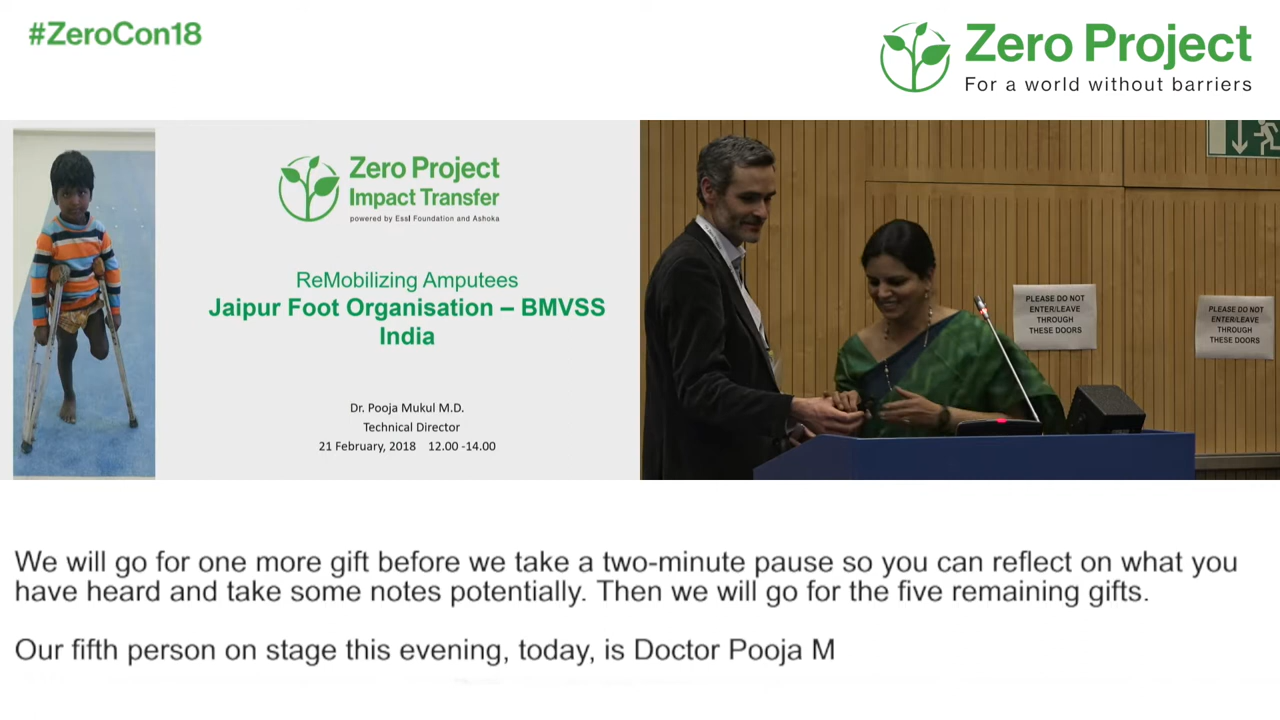 #ZeroCon18
Zero Project
For a world without barriers
Zero Project
Impact Transfer
powered by Essl Foundation and Ashoka
ReMobilizing Amputees
Jaipur Foot Organisation – BMVSS
India
Dr. Pooja Mukul M.D.
Technical Director
21 February, 2018 12.00 -14.00
PLEASE DO NOT
ENTER/LEAVE
THROUGH
THESE DOORS
PLEASE DO NOT
ENTER/LEAVE
THROUGH
THESE DOORS
We will go for one more gift before we take a two-minute pause so you can reflect on what you
have heard and take some notes potentially. Then we will go for the five remaining gifts.
Our fifth person on stage this evening, today, is Doctor Pooja M